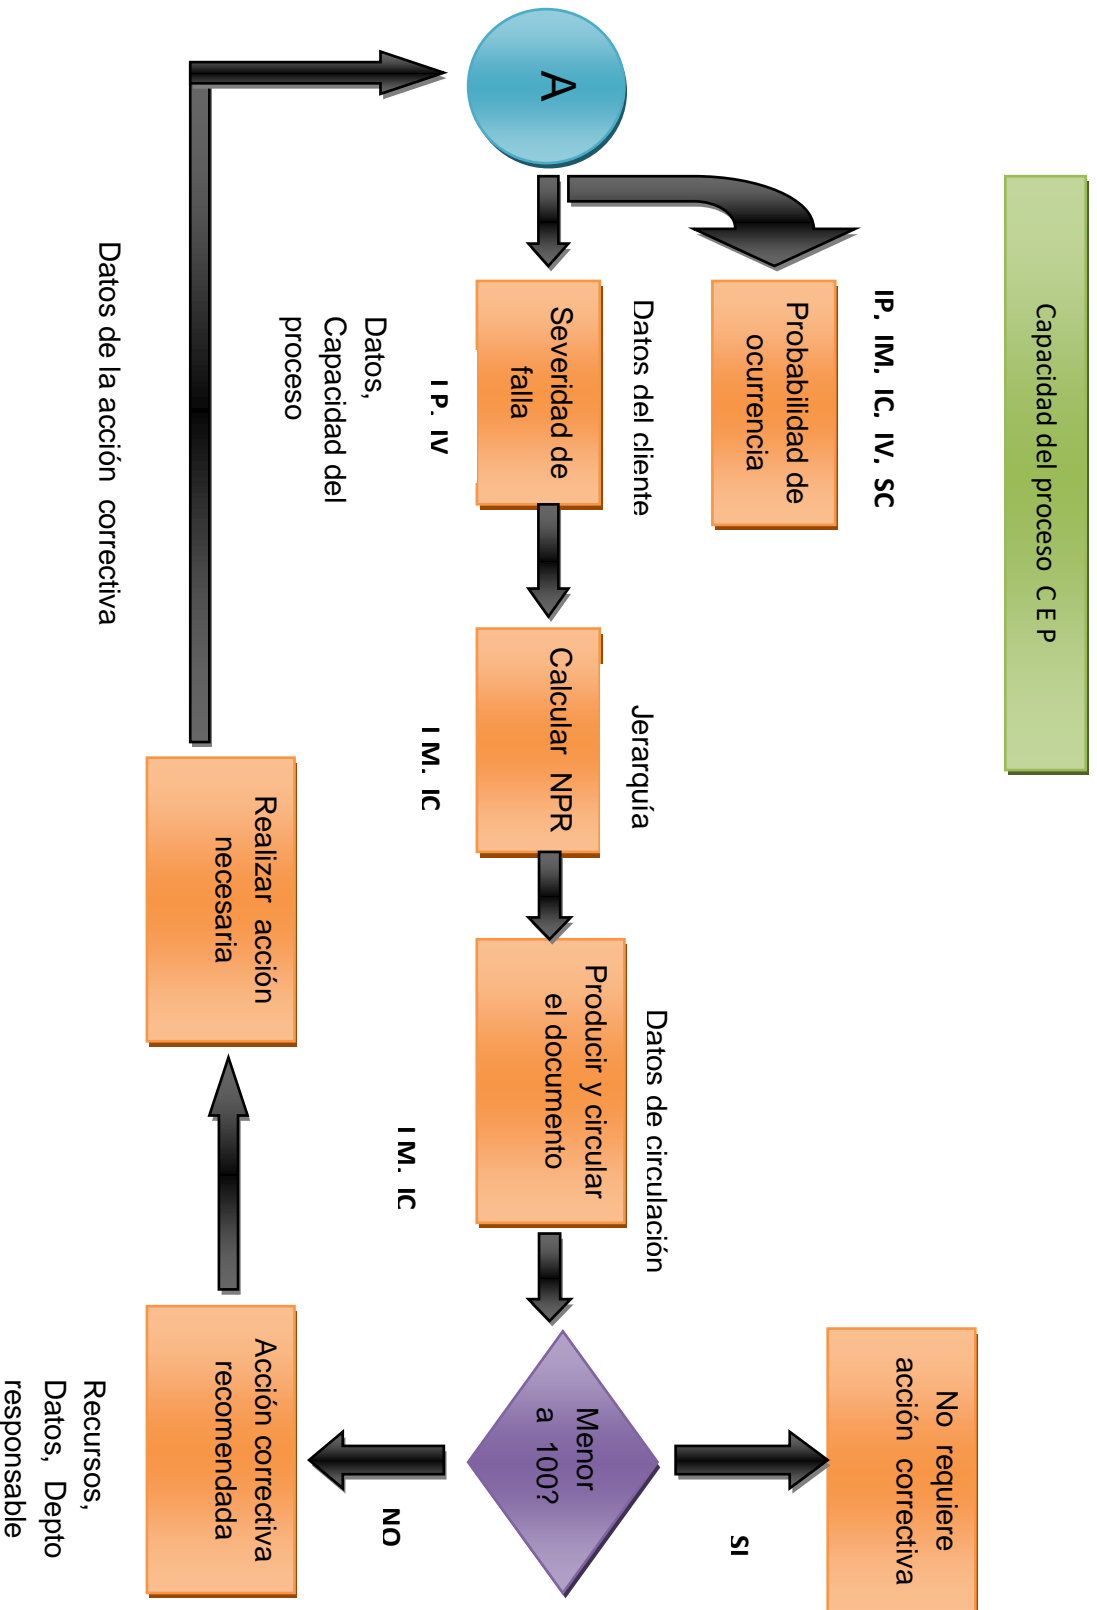 Capacidad del proceso C E P
IP. IM. IC. IV. SC
Probabilidad de
ocurrencia
A
Datos del cliente
Severidad de
falla
I P. IV
Datos,
Capacidad del
proceso
Jerarquía
Calcular NPR
I M. IC
Datos de circulación
Producir y circular
el documento
I M. IC
Menor
a 100?
SI
No requiere
acción correctiva
NO
Acción correctiva
recomendada
Recursos,
Datos, Depto
responsable
Realizar acción
necesaria
Datos de la acción correctiva